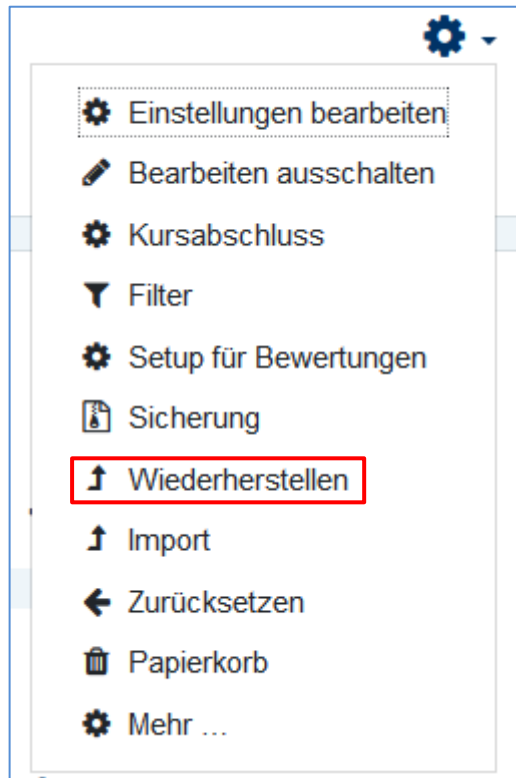 Einstellungen bearbeiten
Bearbeiten ausschalten
Kursabschluss
Filter
Setup für Bewertungen
Sicherung
Wiederherstellen
Import
Zurücksetzen
Papierkorb
Mehr ...